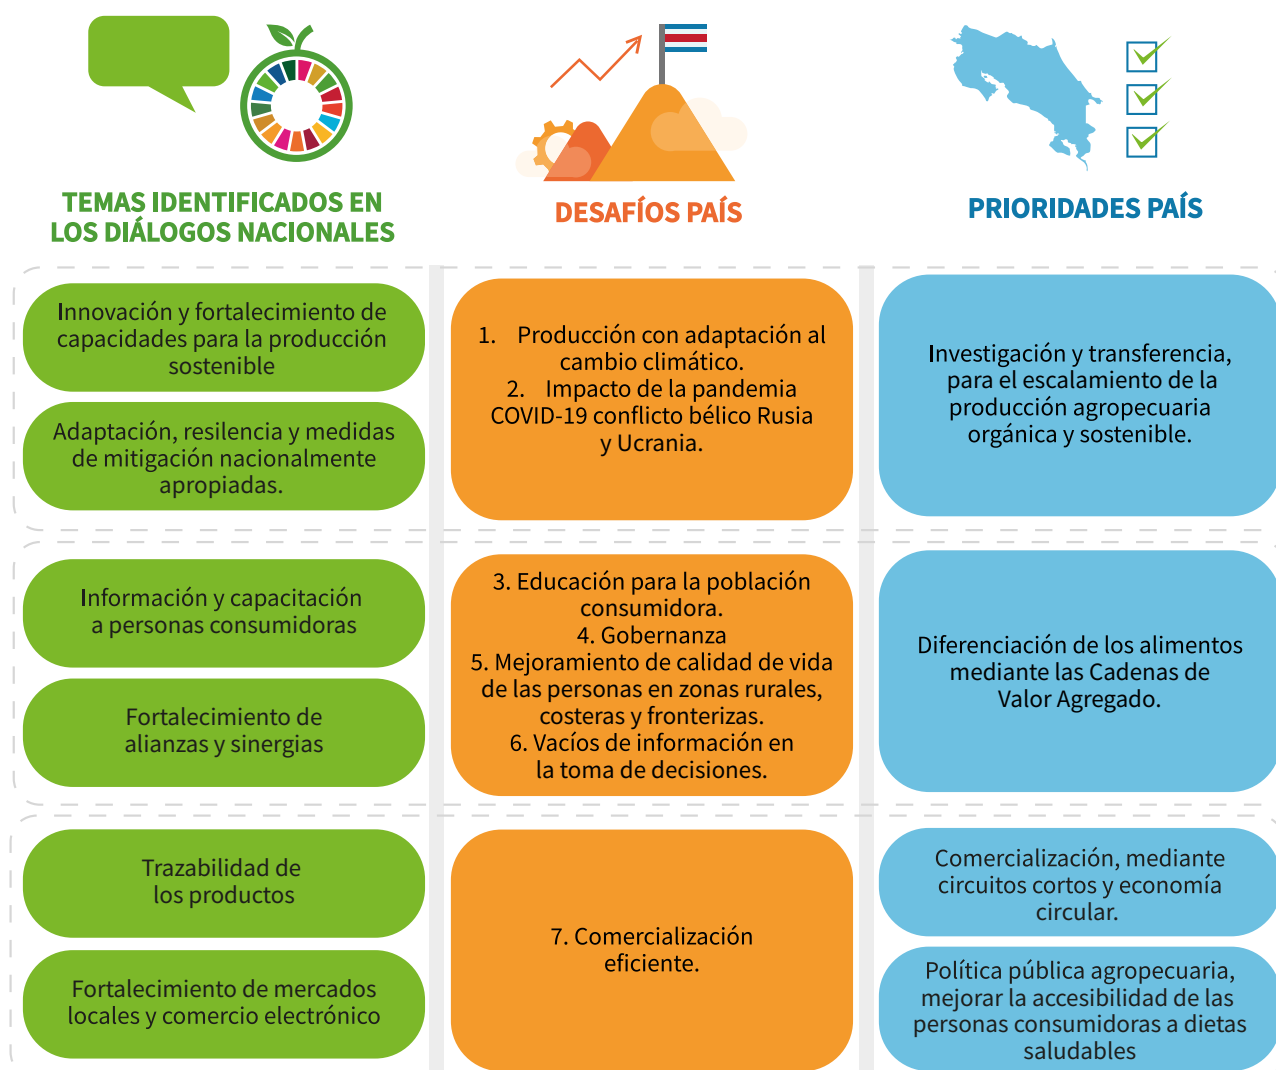 TEMAS IDENTIFICADOS EN
LOS DIÁLOGOS NACIONALES
DESAFÍOS PAÍS
PRIORIDADES PAÍS
Innovación y fortalecimiento de
capacidades para la producción
sostenible
Adaptación, resilencia y medidas
de mitigación nacionalmente
apropiadas.
1. Producción con adaptación al
cambio climático.
2. Impacto de la pandemia
COVID-19 conflicto bélico Rusia
y Ucrania.
Investigación y transferencia,
para el escalamiento de la
producción agropecuaria
orgánica y sostenible.
Información y capacitación
a personas consumidoras
Fortalecimiento de
alianzas y sinergias
3. Educación para la población
consumidora.
4. Gobernanza
5. Mejoramiento de calidad de vida
de las personas en zonas rurales,
costeras y fronterizas.
6. Vacíos de información en
la toma de decisiones.
Diferenciación de los alimentos
mediante las Cadenas de
Valor Agregado.
Trazabilidad de
los productos
Fortalecimiento de mercados
locales y comercio electrónico
7. Comercialización
eficiente.
Comercialización, mediante
circuitos cortos y economía
circular.
Política pública agropecuaria,
mejorar la accesibilidad de las
personas consumidoras a dietas
saludables